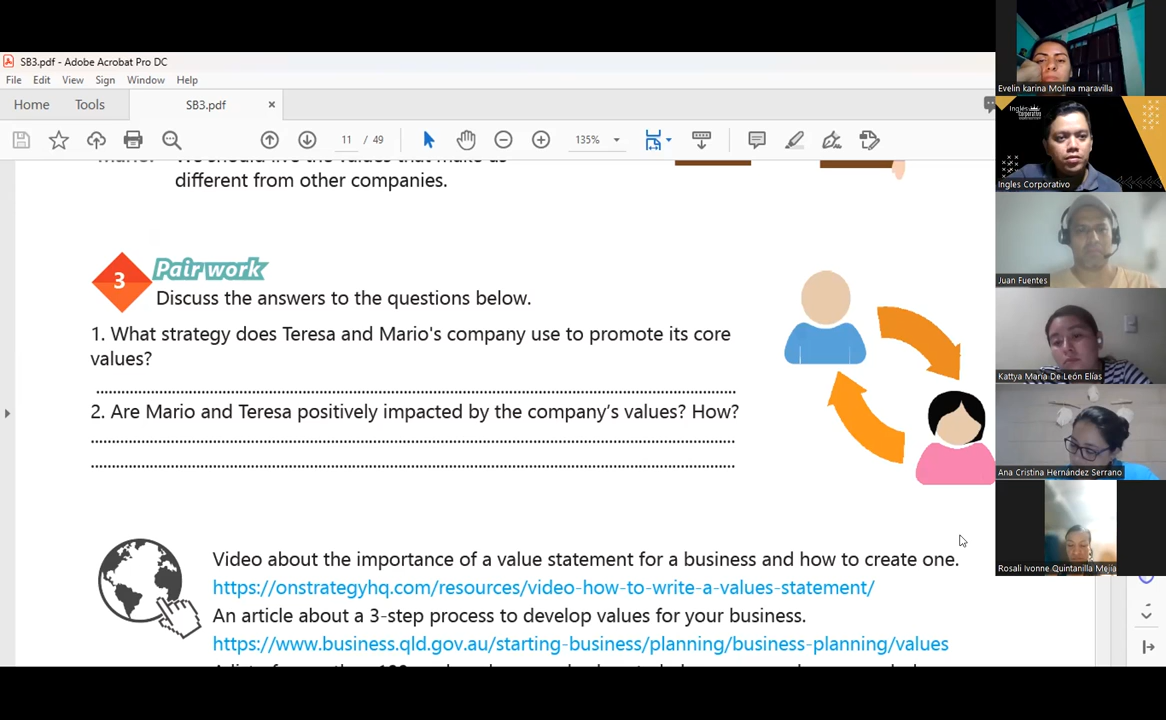 SB3.pdf - Adobe Acrobat Pro DC
File Edit View Sign Window Help
Home Tools SB3.pdf ×
11 / 49 135%
different from other companies.
3 Pair work
Discuss the answers to the questions below.
1. What strategy does Teresa and Mario's company use to promote its core
values?
2. Are Mario and Teresa positively impacted by the company's values? How?
Video about the importance of a value statement for a business and how to create one.
https://onstrategyhq.com/resources/video-how-to-write-a-values-statement/
An article about a 3-step process to develop values for your business.
https://www.business.qld.gov.au/starting-business/planning/business-planning/values
Evelin karina Molina maravilla
Inglés
Ingles Corporativo
Juan Fuentes
Kattya María De León Elías
Ana Cristina Hernández Serrano
Rosali Ivonne Quintanilla Mejia